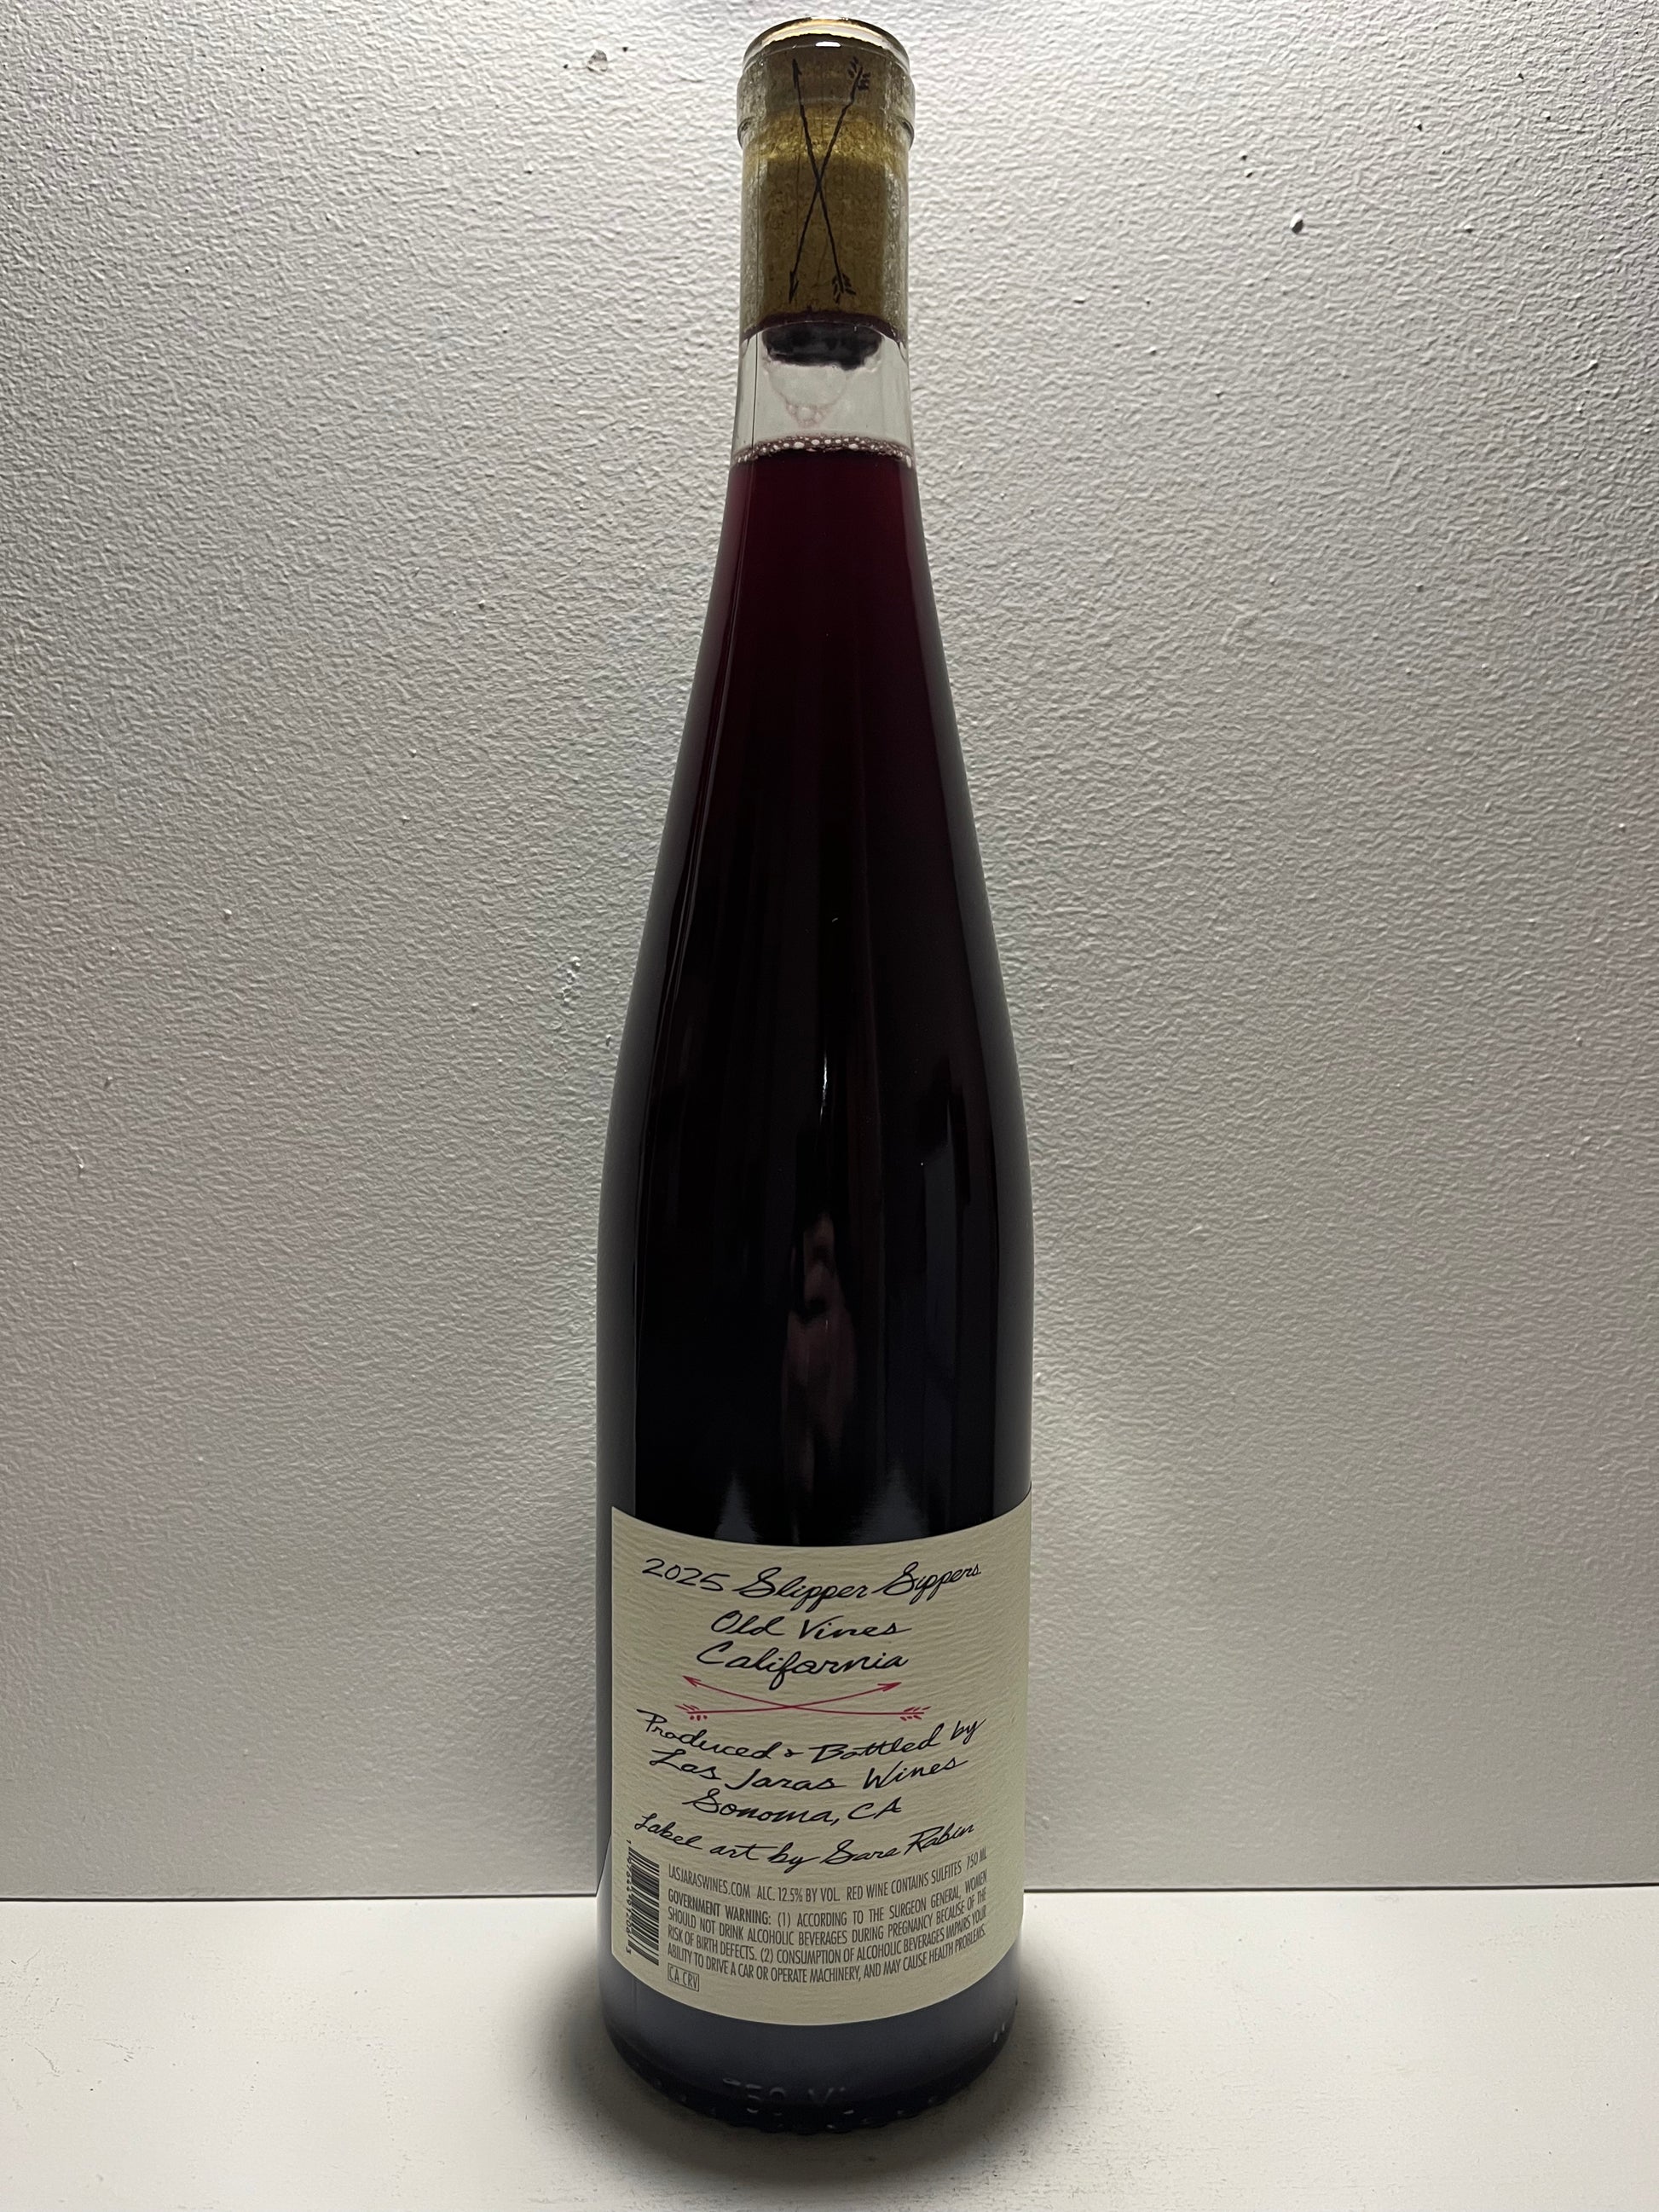 2025 Slipper Sippers
Old Vines
California
Produced & Bottled by
Las Jaras Wines
Sonoma, CA
Label art by Sara Rabin
LASJARASWINES.COM ALC. 12.5% BY VOL. RED WINE CONTAINS SULFITES 750 ML
GOVERNMENT WARNING: (1) ACCORDING TO THE SURGEON GENERAL, WOMEN
SHOULD NOT DRINK ALCOHOLIC BEVERAGES DURING PREGNANCY BECAUSE OF THE
RISK OF BIRTH DEFECTS. (2) CONSUMPTION OF ALCOHOLIC BEVERAGES IMPAIRS YOUR
ABILITY TO DRIVE A CAR OR OPERATE MACHINERY, AND MAY CAUSE HEALTH PROBLEMS.
CA CRV
750 ML